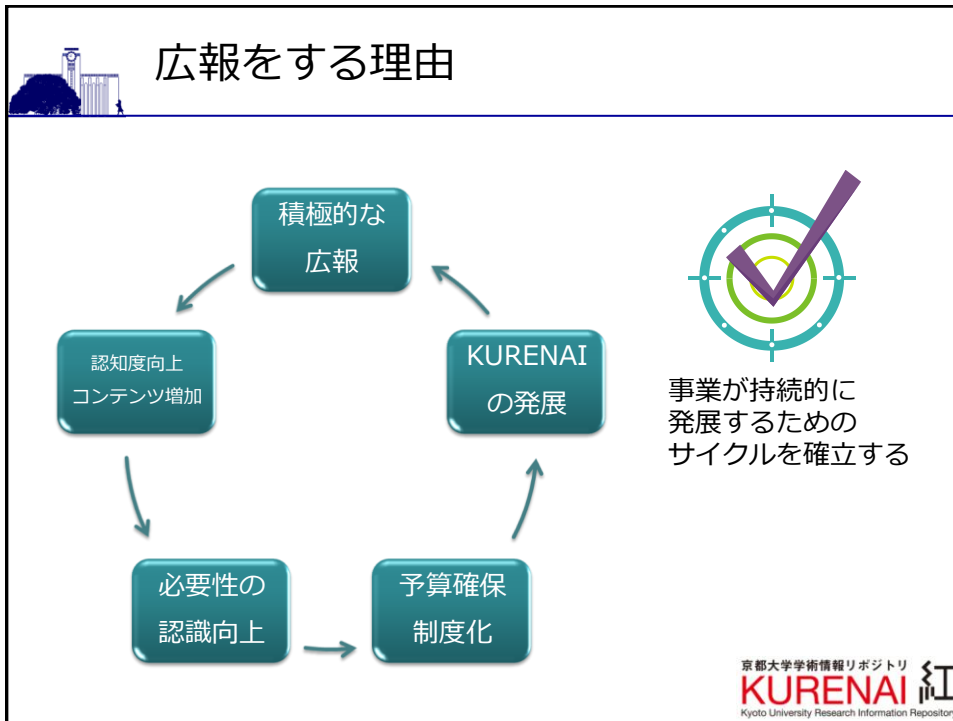 広報をする理由
積極的な
広報
認知度向上
コンテンツ増加
必要性の
認識向上
予算確保
制度化
KURENAI
の発展
事業が持続的に
発展するための
サイクルを確立する
京都大学学術情報リポジトリ
KURENAI 紅
Kyoto University Research Information Repository